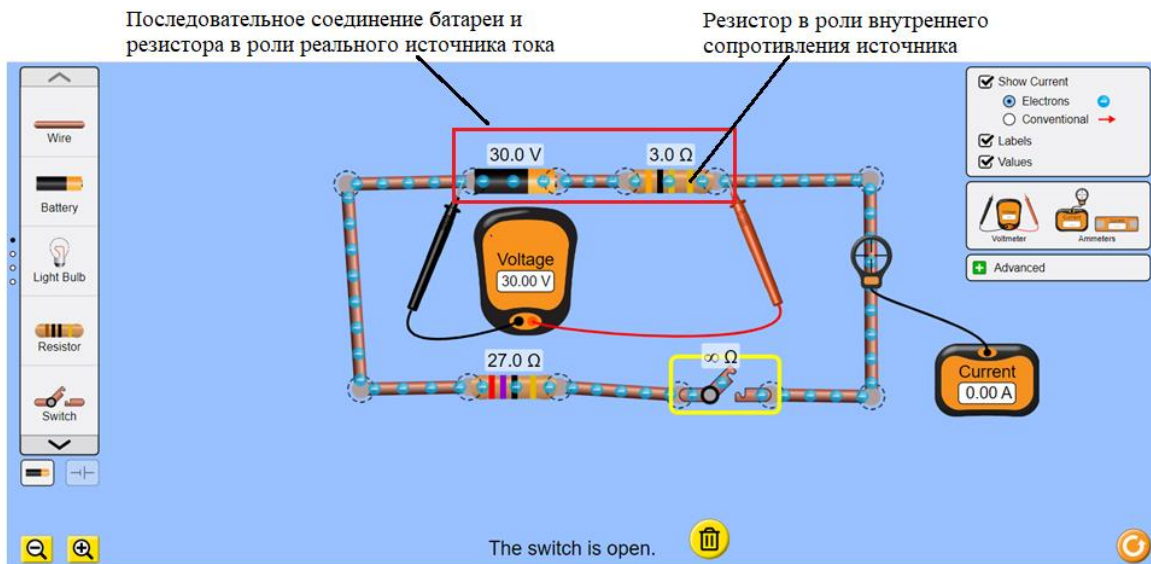 Последовательное соединение батареи и
резистора в роли реального источника тока
Резистор в роли внутреннего
сопротивления источника
Wire
Battery
Light Bulb
Resistor
Switch
30.0 V
3.0 Ω
Voltage
30.00 V
27.0 Ω
∞ Ω
Current
0.00 A
Show Current
Electrons
Conventional
Labels
Values
Voltmeter
Ammeters
Advanced
The switch is open.